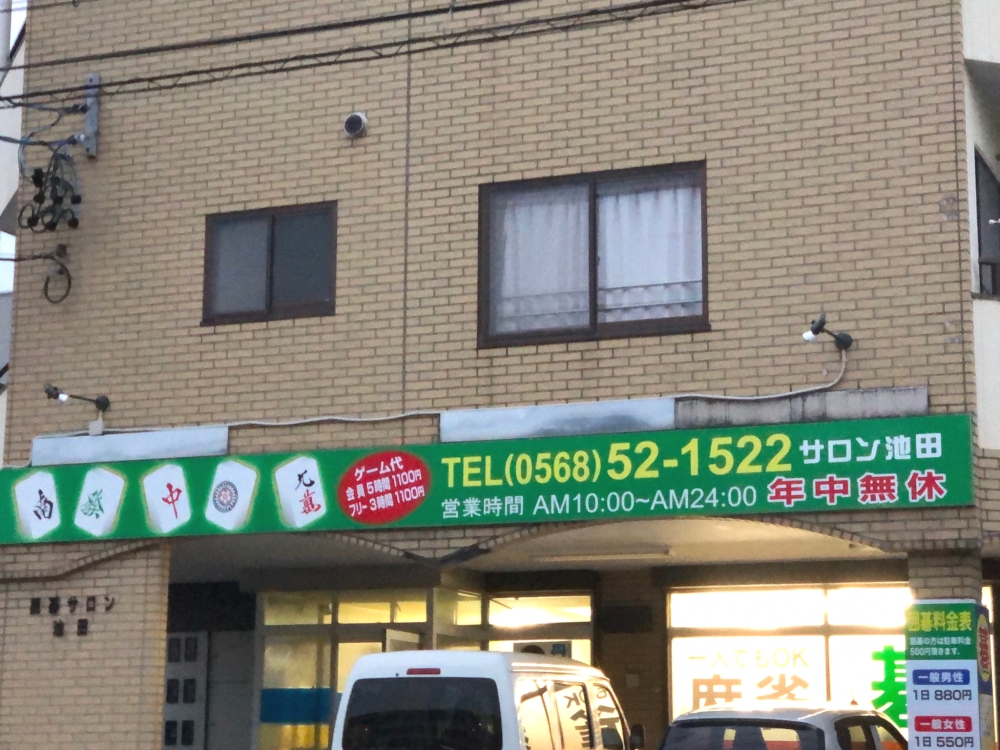 南
發
中
九萬
ゲーム代
会員5時間1100円
フリー3時間1100円
TEL(0568)52-1522
サロン池田
営業時間 AM10:00~AM24:00
年中無休
囲碁サロン
池田
一人でもOK
麻雀
碁
囲碁料金表
囲碁の方は駐車料金
500円頂きます。
一般男性
1日 880円
一般女性
1日 550円